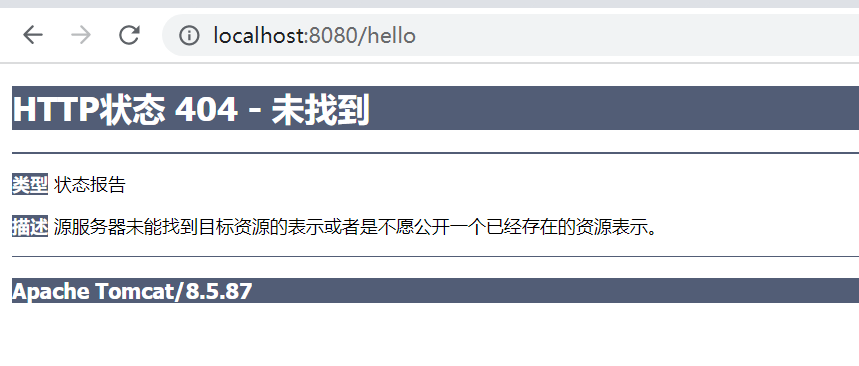 localhost:8080/hello
HTTP状态 404 - 未找到
类型 状态报告
描述 源服务器未能找到目标资源的表示或者是不愿公开一个已经存在的资源表示。
Apache Tomcat/8.5.87